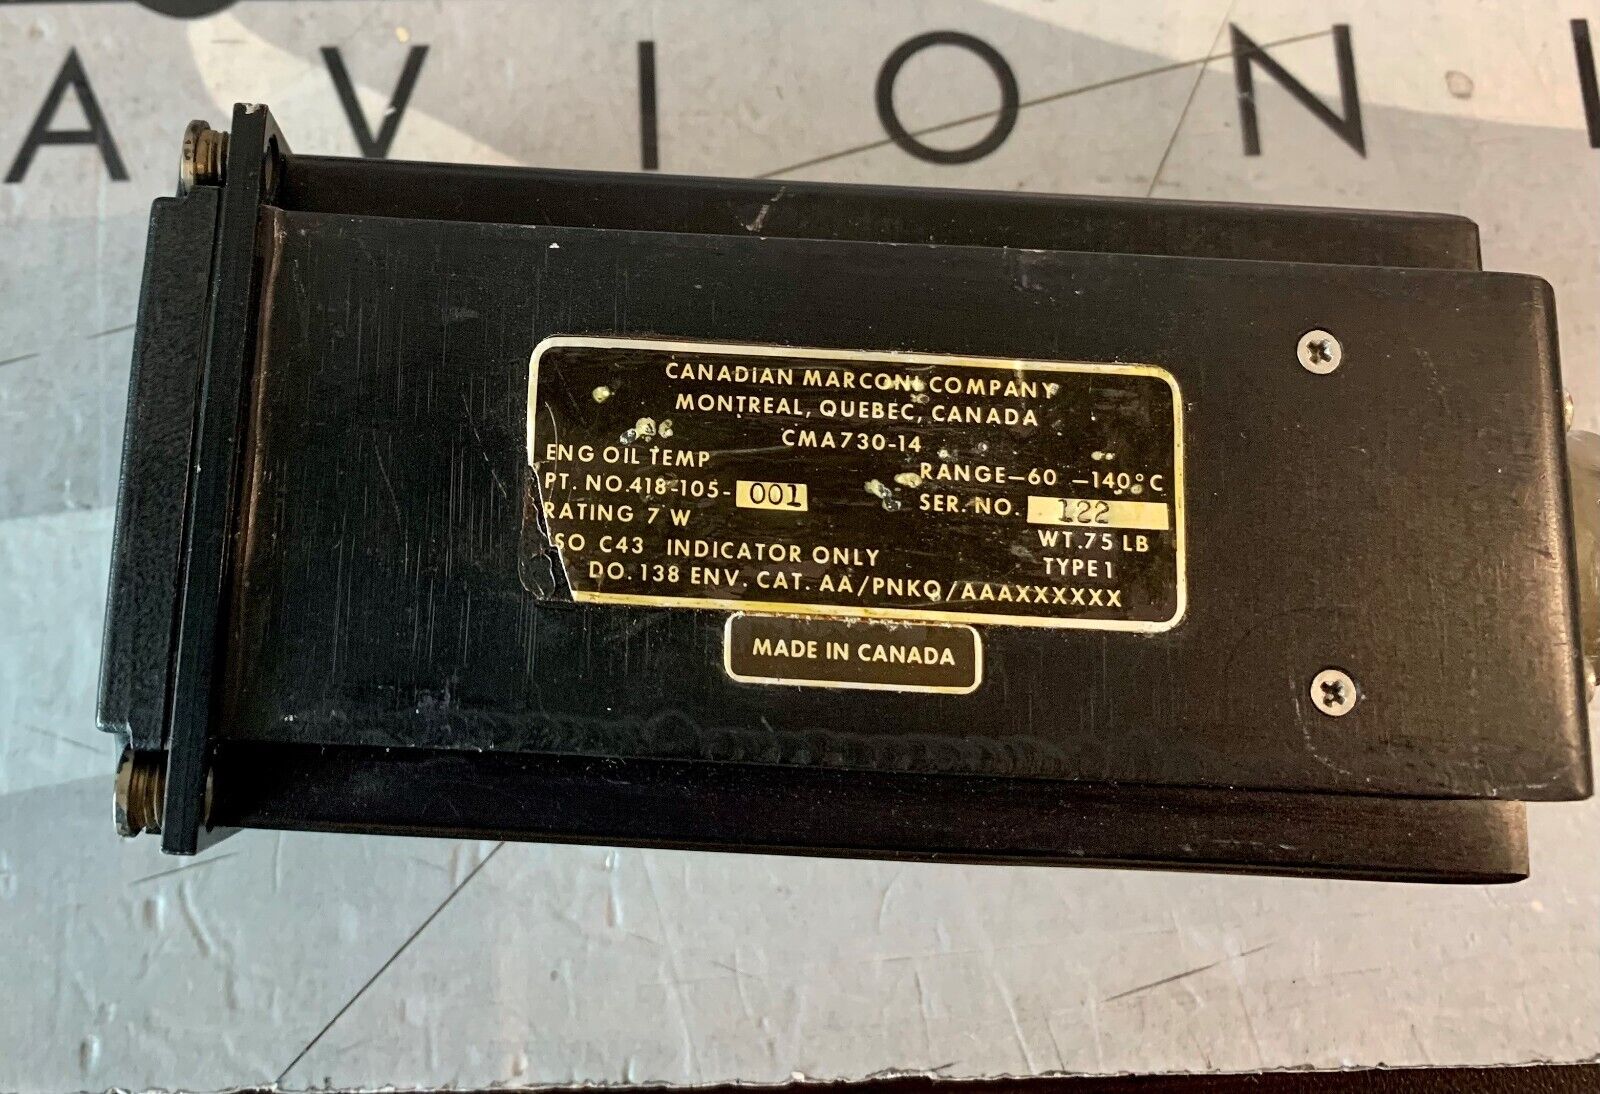 AVIONI
CANADIAN MARCONI COMPANY
MONTREAL, QUEBEC, CANADA
CMA730-14
ENG OIL TEMP
RANGE-60 -140°C
PT. NO.418-105- 001
SER. NO. 122
RATING 7 W
WT.75 LB
SO C43 INDICATOR ONLY
TYPE 1
DO. 138 ENV. CAT. AA/PNKQ/AAAXXXXXX
MADE IN CANADA